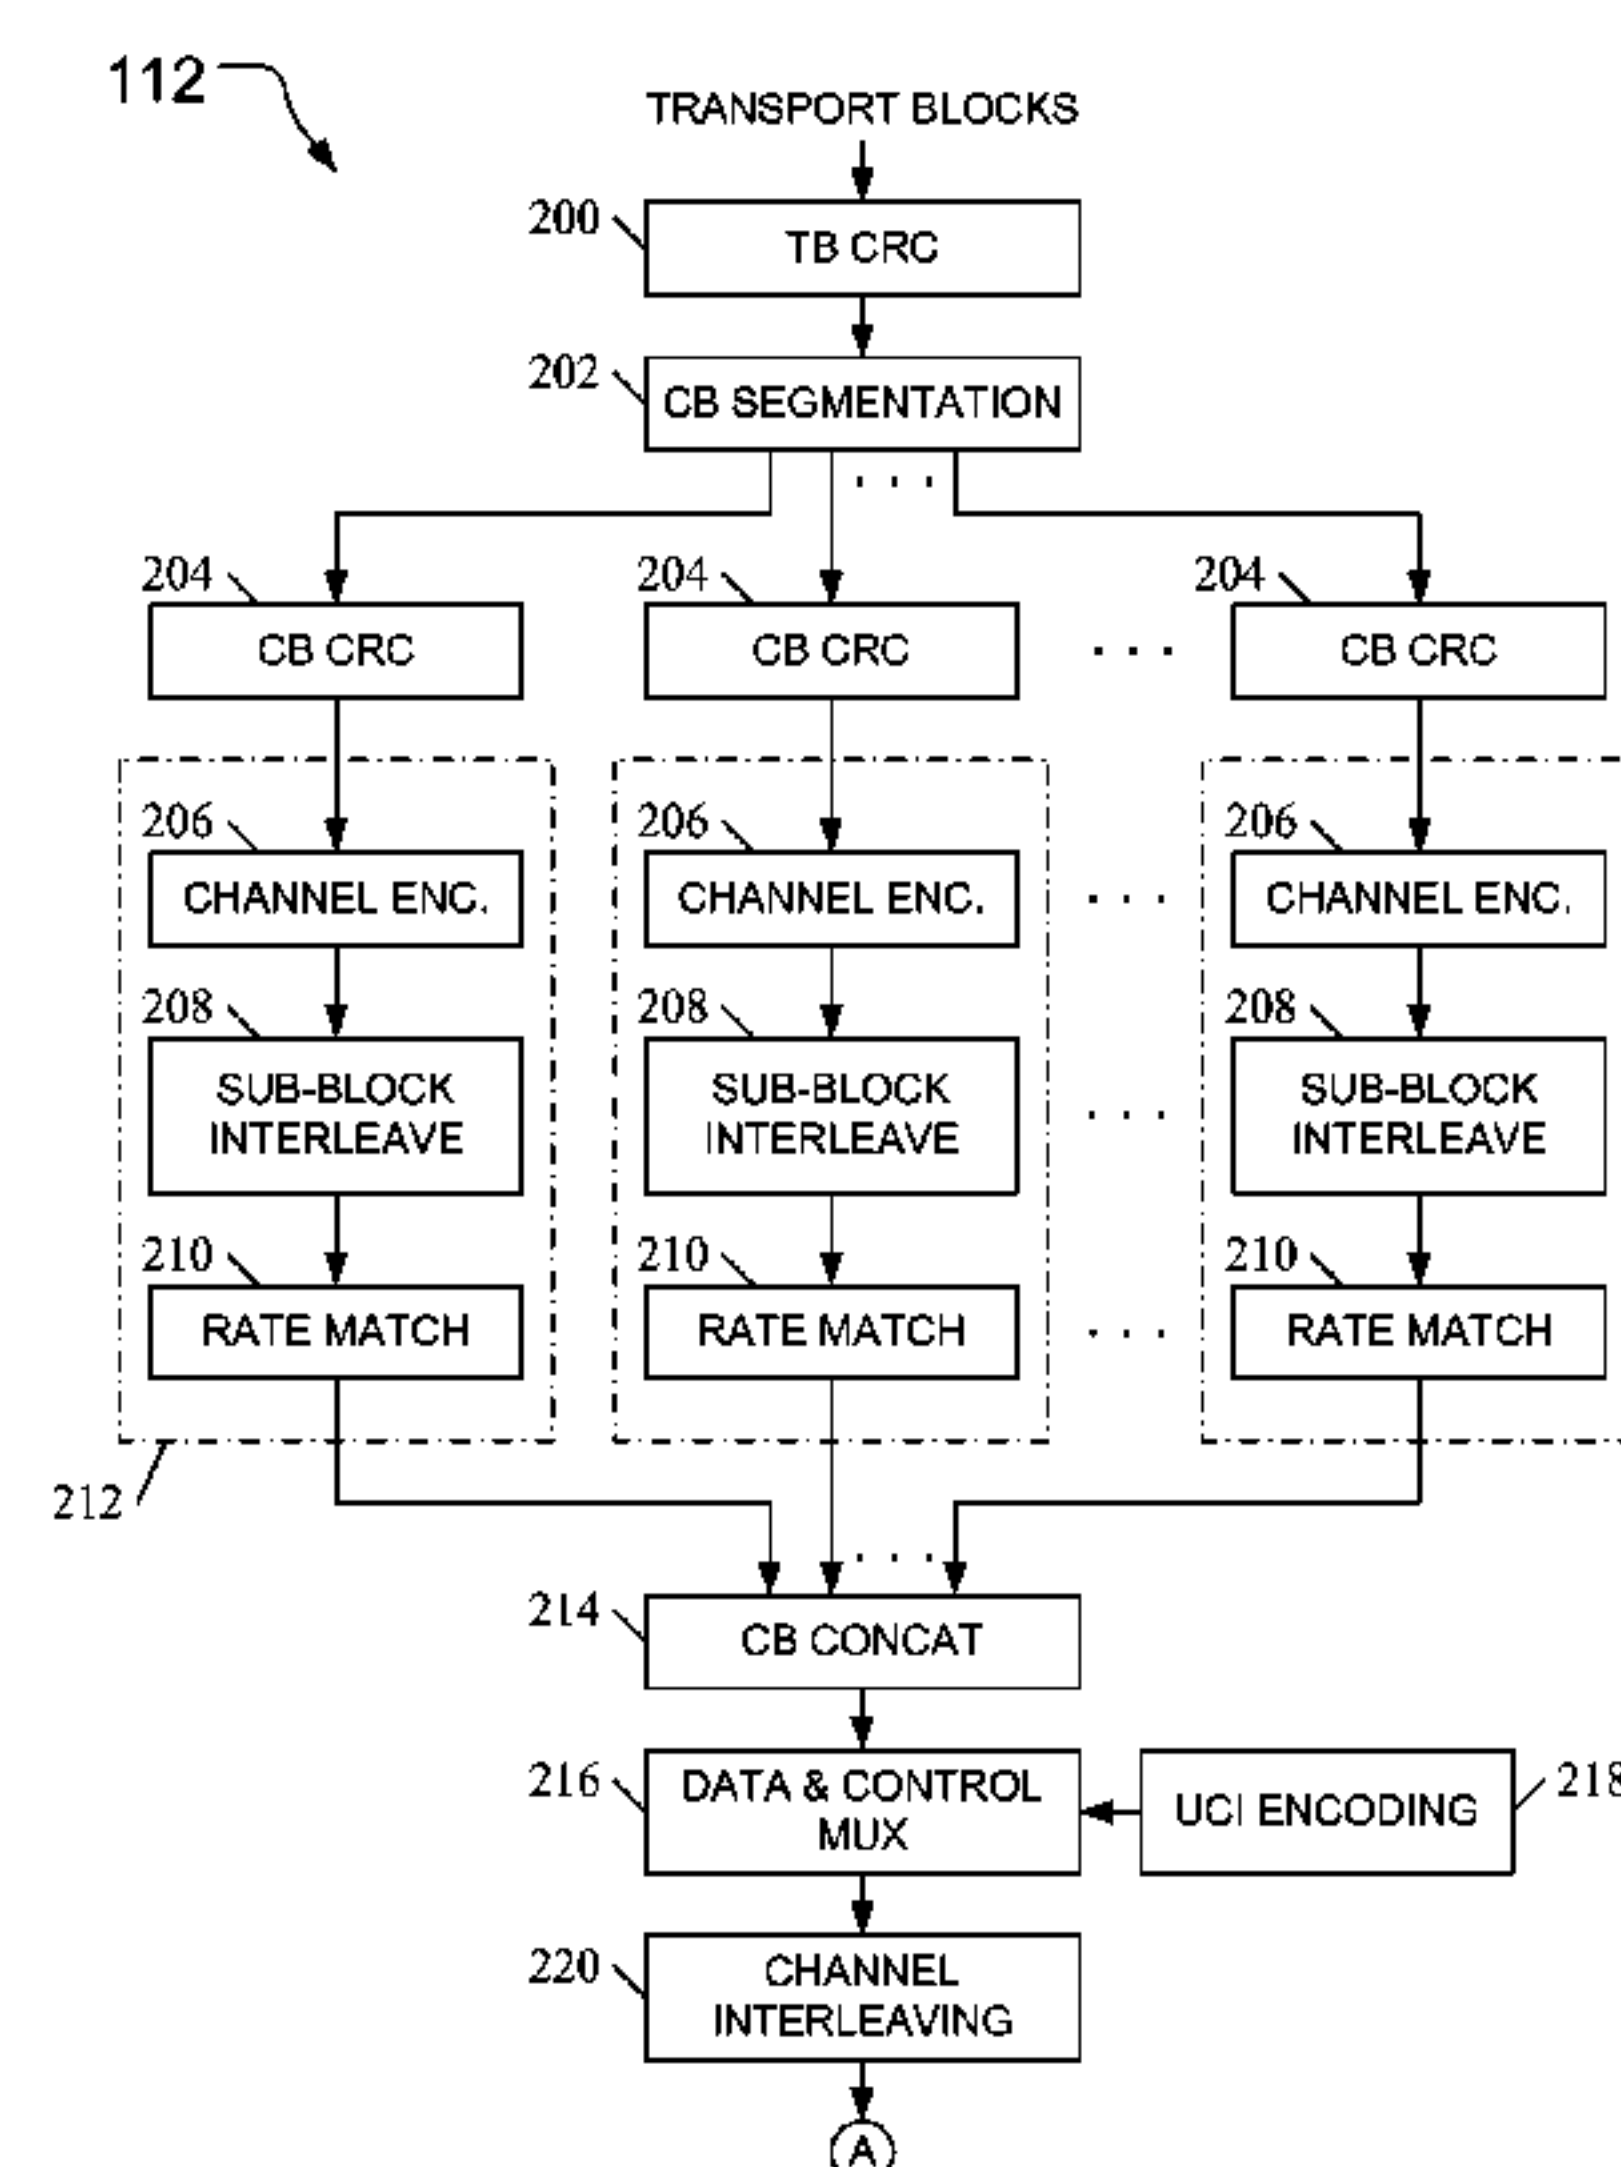 112
TRANSPORT BLOCKS
200
TB CRC
202
CB SEGMENTATION
. . .
204 204 204
CB CRC CB CRC . . . CB CRC
206 206 206
CHANNEL ENC. CHANNEL ENC. . . . CHANNEL ENC.
208 208 208
SUB-BLOCK SUB-BLOCK SUB-BLOCK
INTERLEAVE INTERLEAVE . . . INTERLEAVE
210 210 210
RATE MATCH RATE MATCH . . . RATE MATCH
212
. . .
214
CB CONCAT
216 DATA & CONTROL 218
MUX UCI ENCODING
220 CHANNEL
INTERLEAVING
A